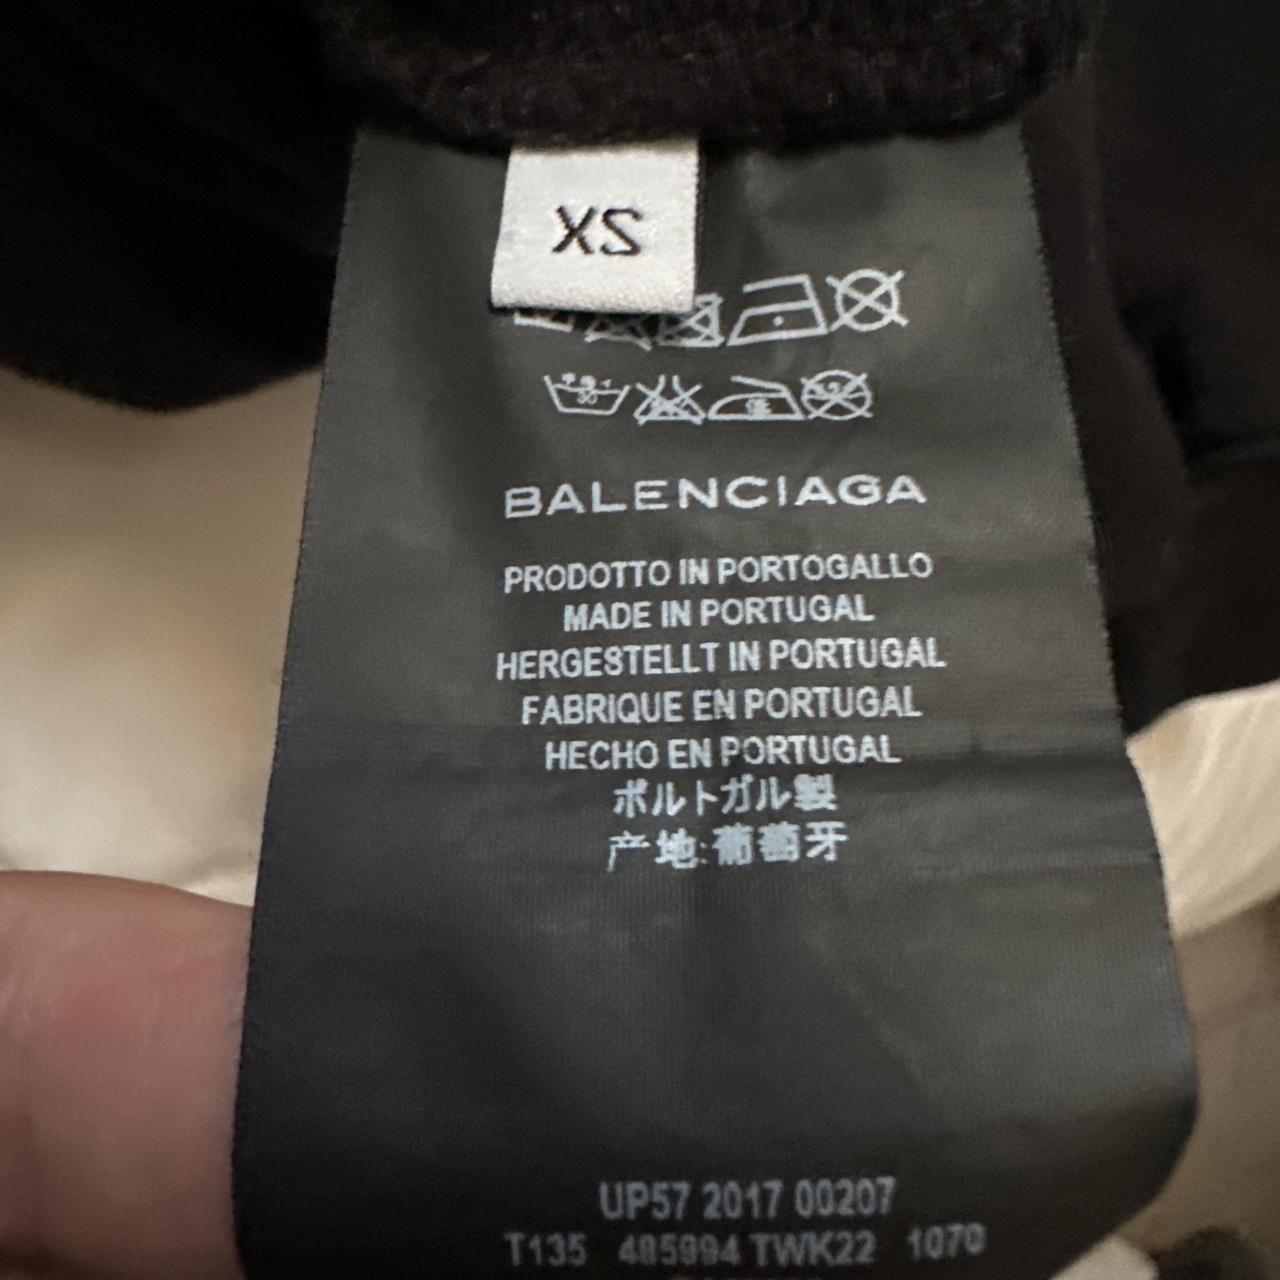 XS
30
BALENCIAGA
PRODOTTO IN PORTOGALLO
MADE IN PORTUGAL
HERGESTELLT IN PORTUGAL
FABRIQUE EN PORTUGAL
HECHO EN PORTUGAL
ポルトガル製
产地:葡萄牙
UP57 2017 00207
T135 485994 TWK22 1070